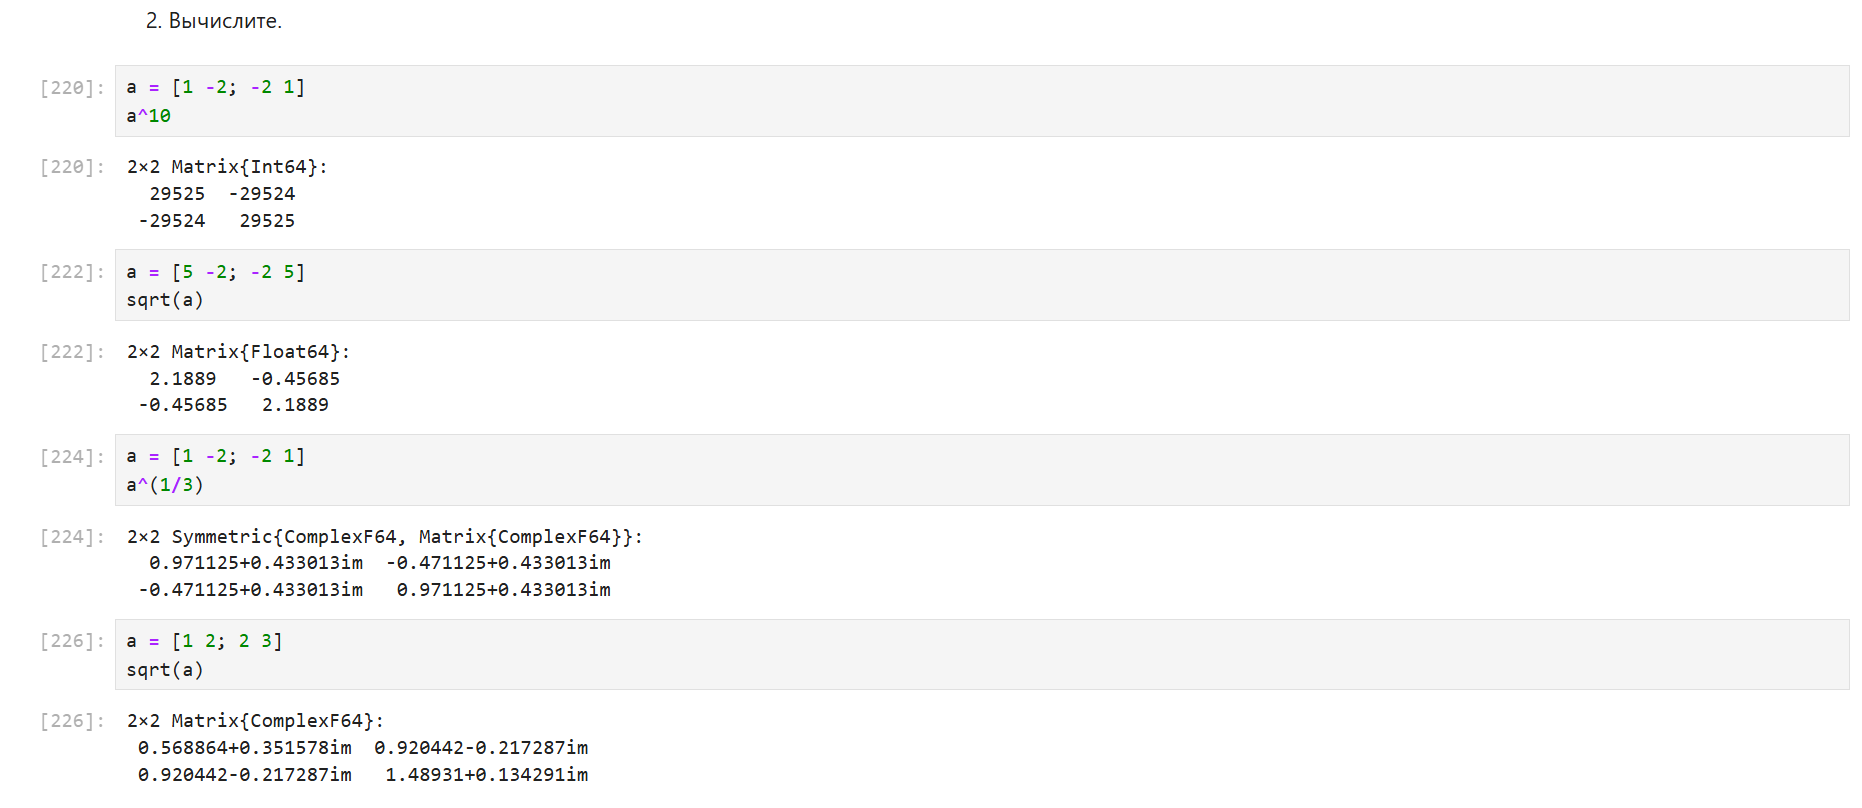 2. Вычислите.
[220]: a = [1 -2; -2 1]
a^10
[220]: 2×2 Matrix{Int64}:
29525 -29524
-29524 29525
[222]: a = [5 -2; -2 5]
sqrt(a)
[222]: 2×2 Matrix{Float64}:
2.1889 -0.45685
-0.45685 2.1889
[224]: a = [1 -2; -2 1]
a^(1/3)
[224]: 2×2 Symmetric{ComplexF64, Matrix{ComplexF64}}:
0.971125+0.433013im -0.471125+0.433013im
-0.471125+0.433013im 0.971125+0.433013im
[226]: a = [1 2; 2 3]
sqrt(a)
[226]: 2×2 Matrix{ComplexF64}:
0.568864+0.351578im 0.920442-0.217287im
0.920442-0.217287im 1.48931+0.134291im